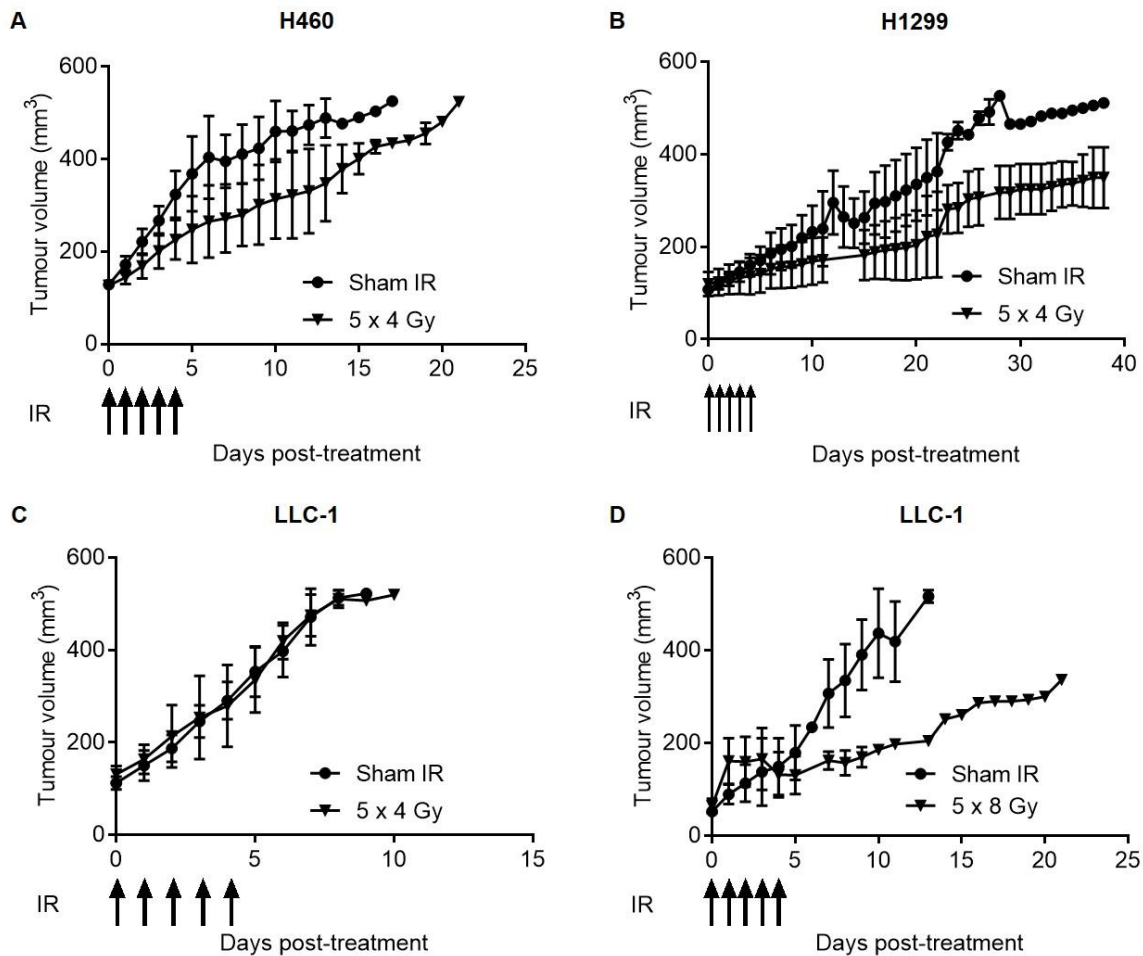 A
H460
Tumour volume (mm³)
600
400
200
0
0 5 10 15 20 25
Sham IR
5 x 4 Gy
IR
Days post-treatment
B
H1299
Tumour volume (mm³)
600
400
200
0
0 10 20 30 40
Sham IR
5 x 4 Gy
IR
Days post-treatment
C
LLC-1
Tumour volume (mm³)
600
400
200
0
0 5 10 15
Sham IR
5 x 4 Gy
IR
Days post-treatment
D
LLC-1
Tumour volume (mm³)
600
400
200
0
0 5 10 15 20 25
Sham IR
5 x 8 Gy
IR
Days post-treatment